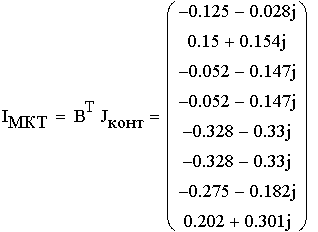 −0.125 − 0.028j
0.15 + 0.154j
−0.052 − 0.147j
−0.052 − 0.147j
I_МКТ = B^T J_конт =
−0.328 − 0.33j
−0.328 − 0.33j
−0.275 − 0.182j
0.202 + 0.301j